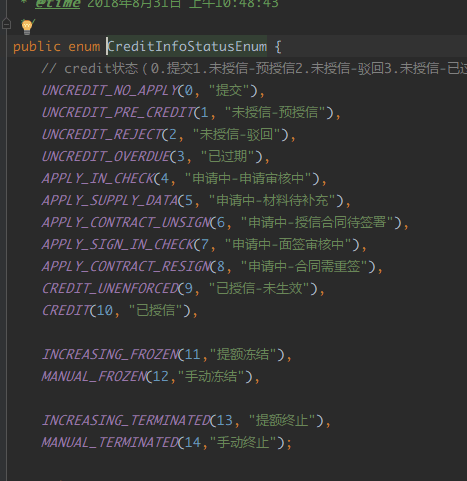 * @time 2018年8月31日 上午10:48:43
public enum CreditInfoStatusEnum {
// credit状态（0.提交1.未授信-预授信2.未授信-驳回3.未授信-已过
UNCREDIT_NO_APPLY(0, "提交"),
UNCREDIT_PRE_CREDIT(1, "未授信-预授信"),
UNCREDIT_REJECT(2, "未授信-驳回"),
UNCREDIT_OVERDUE(3, "已过期"),
APPLY_IN_CHECK(4, "申请中-申请审核中"),
APPLY_SUPPLY_DATA(5, "申请中-材料待补充"),
APPLY_CONTRACT_UNSIGN(6, "申请中-授信合同待签署"),
APPLY_SIGN_IN_CHECK(7, "申请中-面签审核中"),
APPLY_CONTRACT_RESIGN(8, "申请中-合同需重签"),
CREDIT_UNENFORCED(9, "已授信-未生效"),
CREDIT(10, "已授信"),
INCREASING_FROZEN(11,"提额冻结"),
MANUAL_FROZEN(12,"手动冻结"),
INCREASING_TERMINATED(13, "提额终止"),
MANUAL_TERMINATED(14,"手动终止");